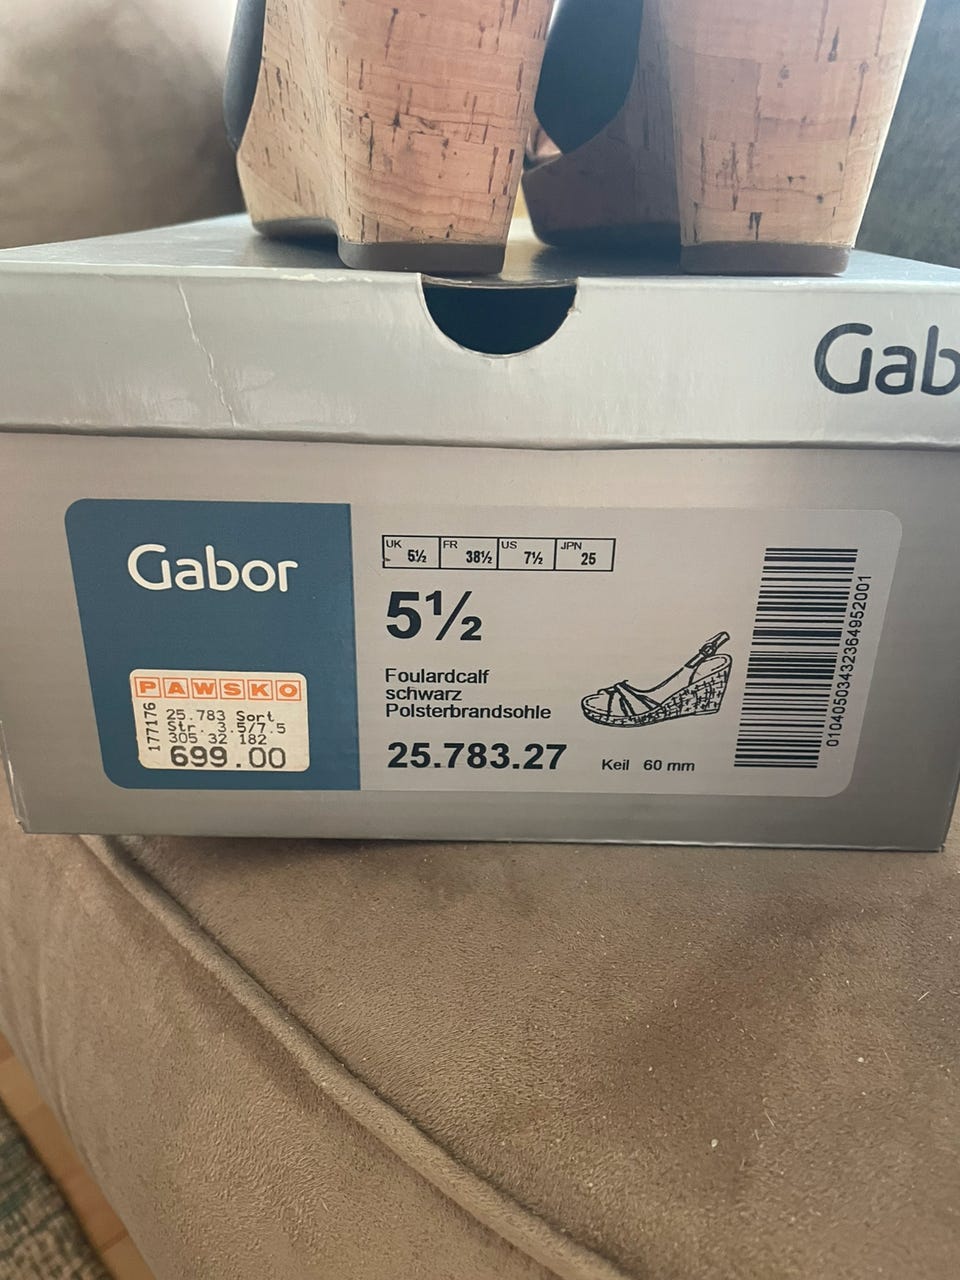 Gab
Gabor
UK 5½ FR 38½ US 7½ JPN 25
5½
Foulardcalf
schwarz
Polsterbrandsohle
25.783.27 Keil 60 mm
PAWSKO
177176
25.783 Sort
Str. 3.5/7.5
305 32 182
699.00
01040503432364952001